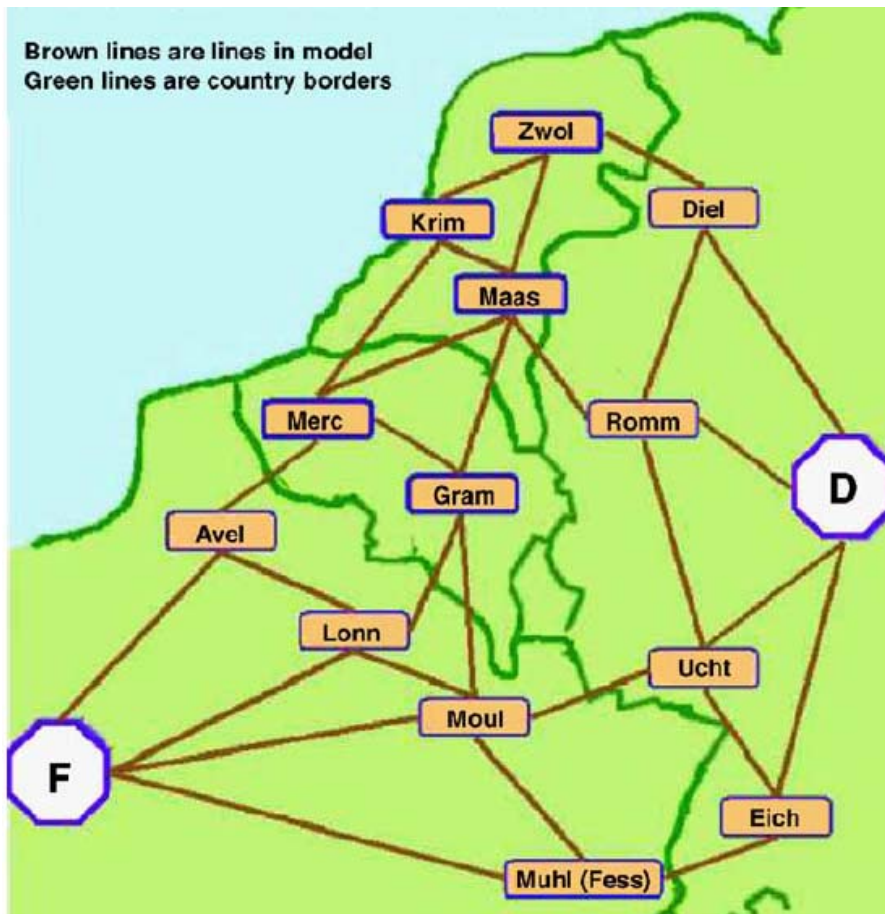 Brown lines are lines in model
Green lines are country borders
Zwol
Krim
Diel
Maas
Merc
Romm
Gram
D
Avel
Lonn
Ucht
Moul
F
Eich
Muhl (Fess)